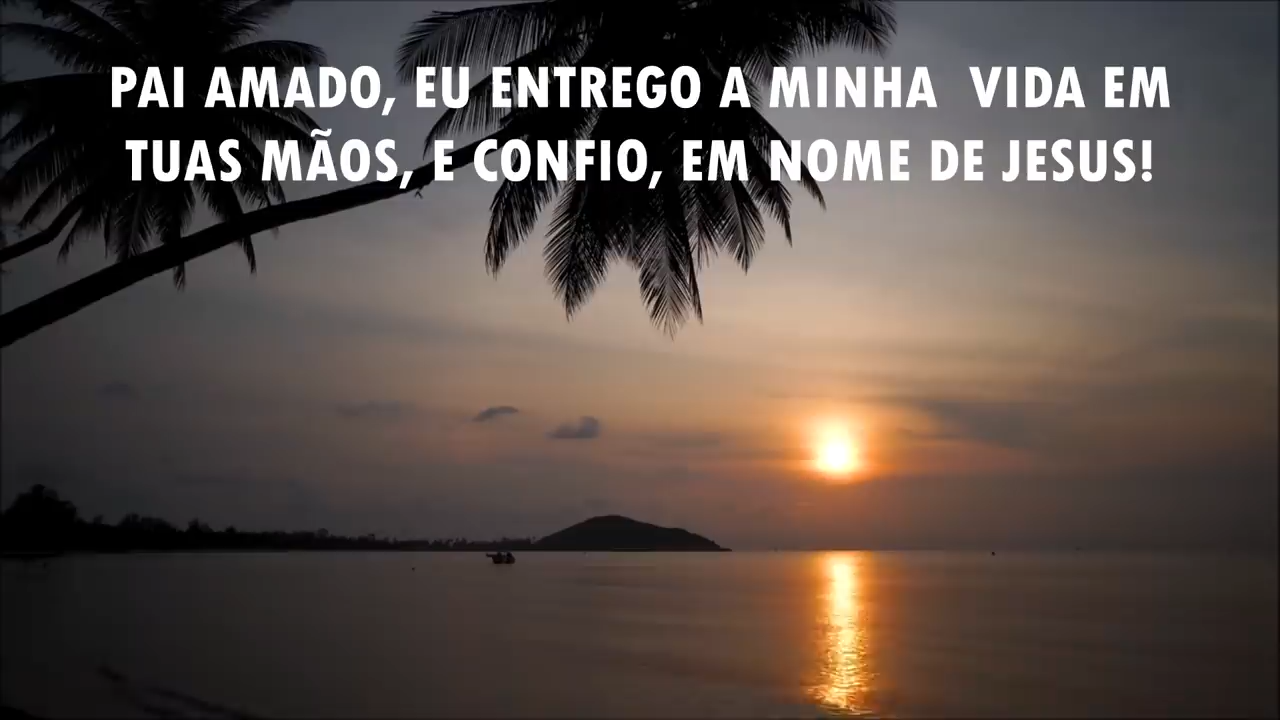 PAI AMADO, EU ENTREGO A MINHA VIDA EM
TUAS MÃOS, E CONFIO, EM NOME DE JESUS!